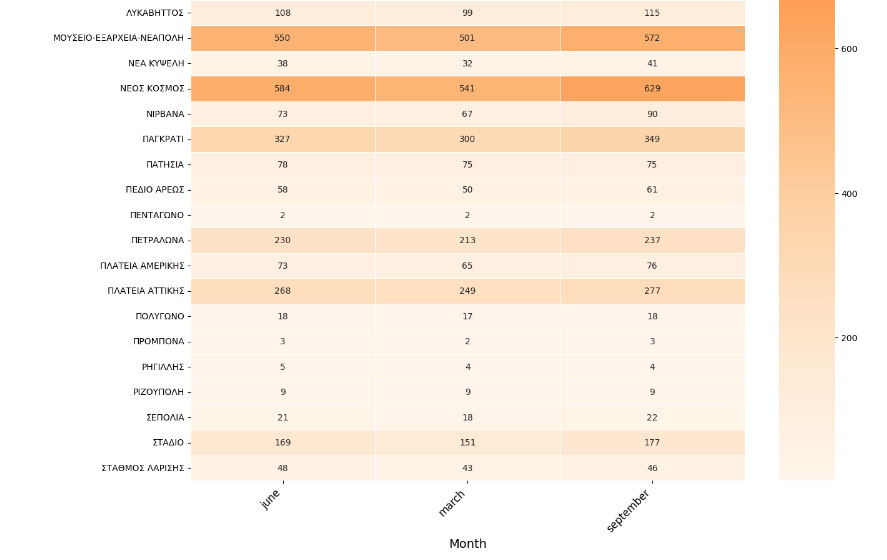 ΛΥΚΑΒΗΤΤΟΣ 108 99 115
ΜΟΥΣΕΙΟ-ΕΞΑΡΧΕΙΑ-ΝΕΑΠΟΛΗ 550 501 572
ΝΕΑ ΚΥΨΕΛΗ 38 32 41
ΝΕΟΣ ΚΟΣΜΟΣ 584 541 629
ΝΙΡΒΑΝΑ 73 67 90
ΠΑΓΚΡΑΤΙ 327 300 349
ΠΑΤΗΣΙΑ 78 75 75
ΠΕΔΙΟ ΑΡΕΩΣ 58 50 61
ΠΕΝΤΑΓΩΝΟ 2 2 2
ΠΕΤΡΑΛΩΝΑ 230 213 237
ΠΛΑΤΕΙΑ ΑΜΕΡΙΚΗΣ 73 65 76
ΠΛΑΤΕΙΑ ΑΤΤΙΚΗΣ 268 249 277
ΠΟΛΥΓΩΝΟ 18 17 18
ΠΡΟΜΠΟΝΑ 3 2 3
ΡΗΓΙΛΛΗΣ 5 4 4
ΡΙΖΟΥΠΟΛΗ 9 9 9
ΣΕΠΟΛΙΑ 21 18 22
ΣΤΑΔΙΟ 169 151 177
ΣΤΑΘΜΟΣ ΛΑΡΙΣΗΣ 48 43 46
june march september
Month
600
400
200